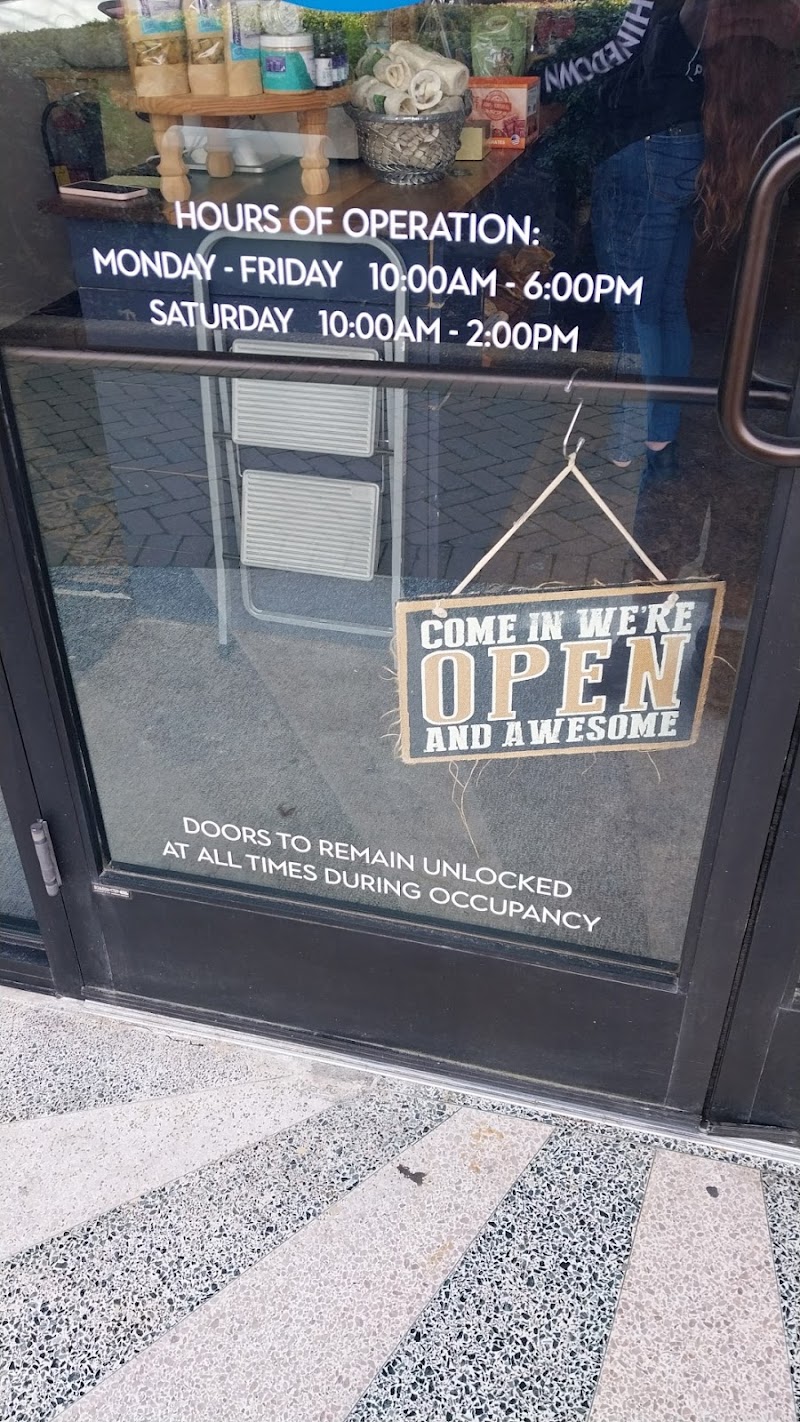 SHINEDOWN
HOURS OF OPERATION:
MONDAY - FRIDAY 10:00AM - 6:00PM
SATURDAY 10:00AM - 2:00PM
COME IN WE'RE
OPEN
AND AWESOME
DOORS TO REMAIN UNLOCKED
AT ALL TIMES DURING OCCUPANCY